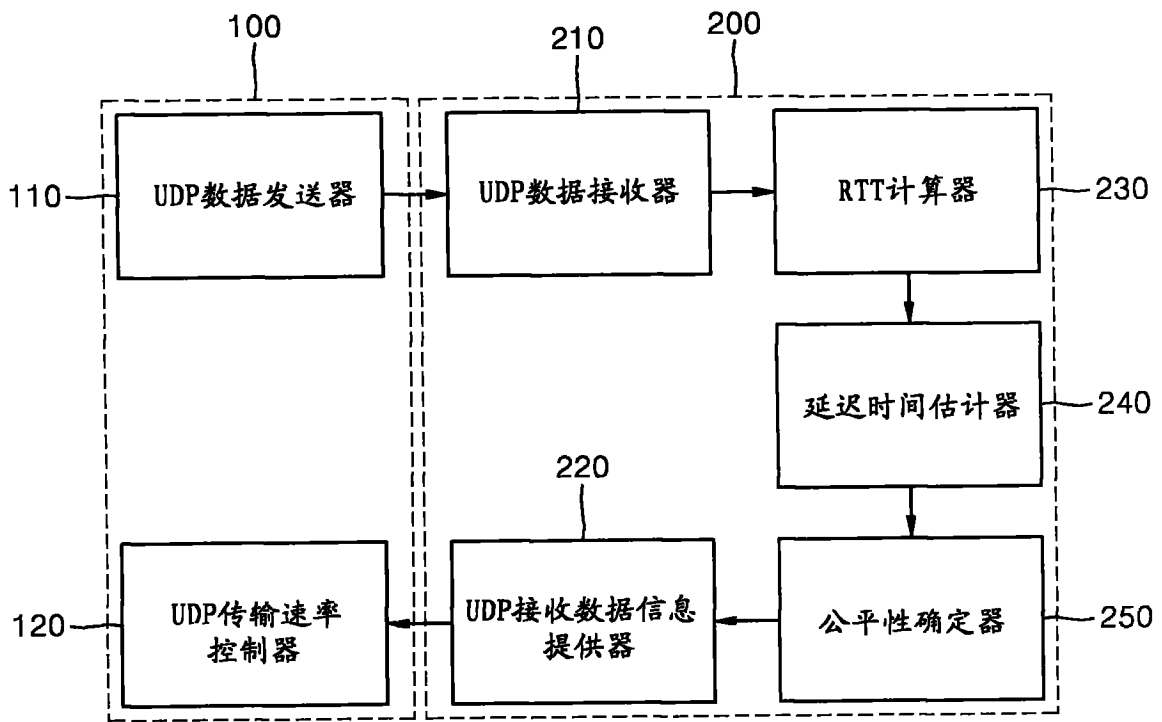 100
210
200
110
UDP数据发送器
UDP数据接收器
RTT计算器
230
延迟时间估计器
240
220
120
UDP传输速率
控制器
UDP接收数据信息
提供器
公平性确定器
250